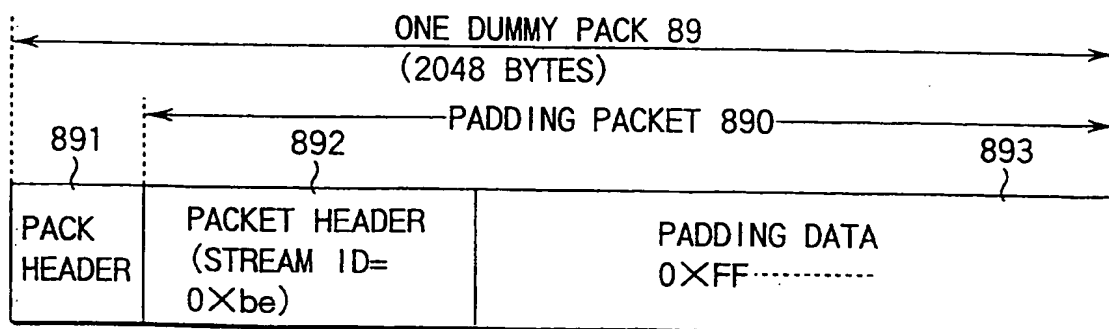 ONE DUMMY PACK 89
(2048 BYTES)
PADDING PACKET 890
891
892
893
PACK
HEADER
PACKET HEADER
(STREAM ID=
0×be)
PADDING DATA
0×FF-----------